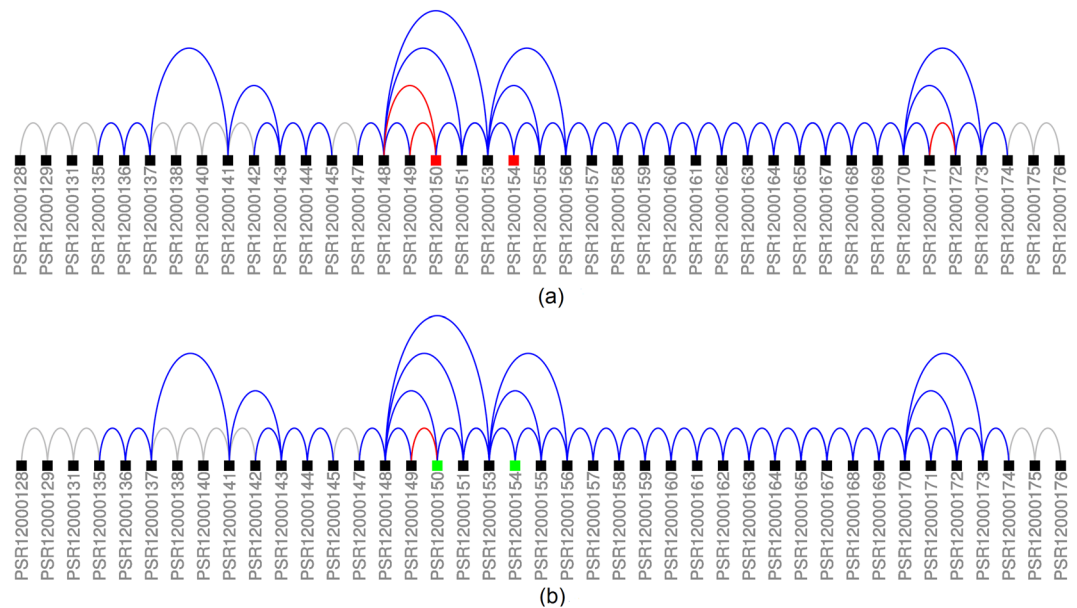 PSR12000128
PSR12000129
PSR12000131
PSR12000135
PSR12000136
PSR12000137
PSR12000138
PSR12000140
PSR12000141
PSR12000142
PSR12000143
PSR12000144
PSR12000145
PSR12000147
PSR12000148
PSR12000149
PSR12000150
PSR12000151
PSR12000153
PSR12000154
PSR12000155
PSR12000156
PSR12000157
PSR12000158
PSR12000159
PSR12000160
PSR12000161
PSR12000162
PSR12000163
PSR12000164
PSR12000165
PSR12000167
PSR12000168
PSR12000169
PSR12000170
PSR12000171
PSR12000172
PSR12000173
PSR12000174
PSR12000175
PSR12000176
(a)
PSR12000128
PSR12000129
PSR12000131
PSR12000135
PSR12000136
PSR12000137
PSR12000138
PSR12000140
PSR12000141
PSR12000142
PSR12000143
PSR12000144
PSR12000145
PSR12000147
PSR12000148
PSR12000149
PSR12000150
PSR12000151
PSR12000153
PSR12000154
PSR12000155
PSR12000156
PSR12000157
PSR12000158
PSR12000159
PSR12000160
PSR12000161
PSR12000162
PSR12000163
PSR12000164
PSR12000165
PSR12000167
PSR12000168
PSR12000169
PSR12000170
PSR12000171
PSR12000172
PSR12000173
PSR12000174
PSR12000175
PSR12000176
(b)